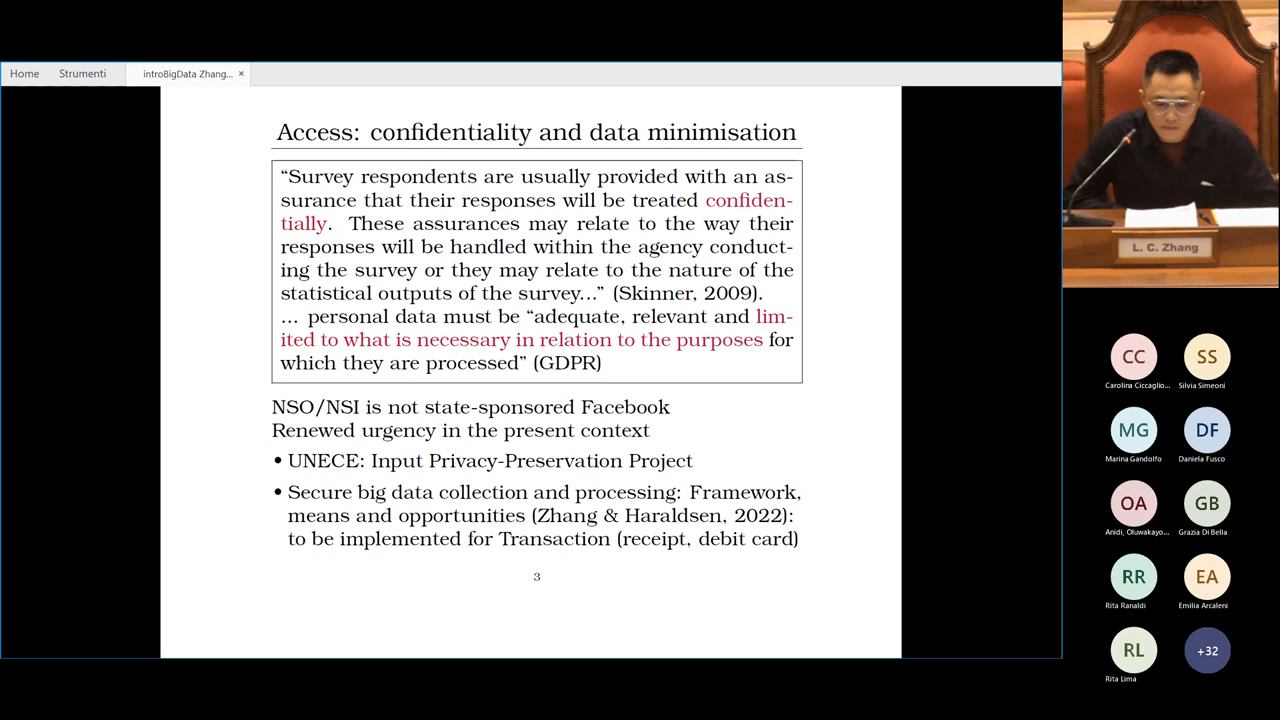 Home Strumenti introBigData Zhang... ×
Access: confidentiality and data minimisation
“Survey respondents are usually provided with an as-
surance that their responses will be treated confiden-
tially. These assurances may relate to the way their
responses will be handled within the agency conduct-
ing the survey or they may relate to the nature of the
statistical outputs of the survey...” (Skinner, 2009).
... personal data must be “adequate, relevant and lim-
ited to what is necessary in relation to the purposes for
which they are processed” (GDPR)
NSO/NSI is not state-sponsored Facebook
Renewed urgency in the present context
• UNECE: Input Privacy-Preservation Project
• Secure big data collection and processing: Framework,
means and opportunities (Zhang & Haraldsen, 2022):
to be implemented for Transaction (receipt, debit card)
3
L. C. Zhang
CC SS
Carolina Ciccaglio... Silvia Simeoni
MG DF
Marina Gandolfo Daniela Fusco
OA GB
Anidi, Oluwakayo... Grazia Di Bella
RR EA
Rita Ranaldi Emilia Arcaleni
RL +32
Rita Lima